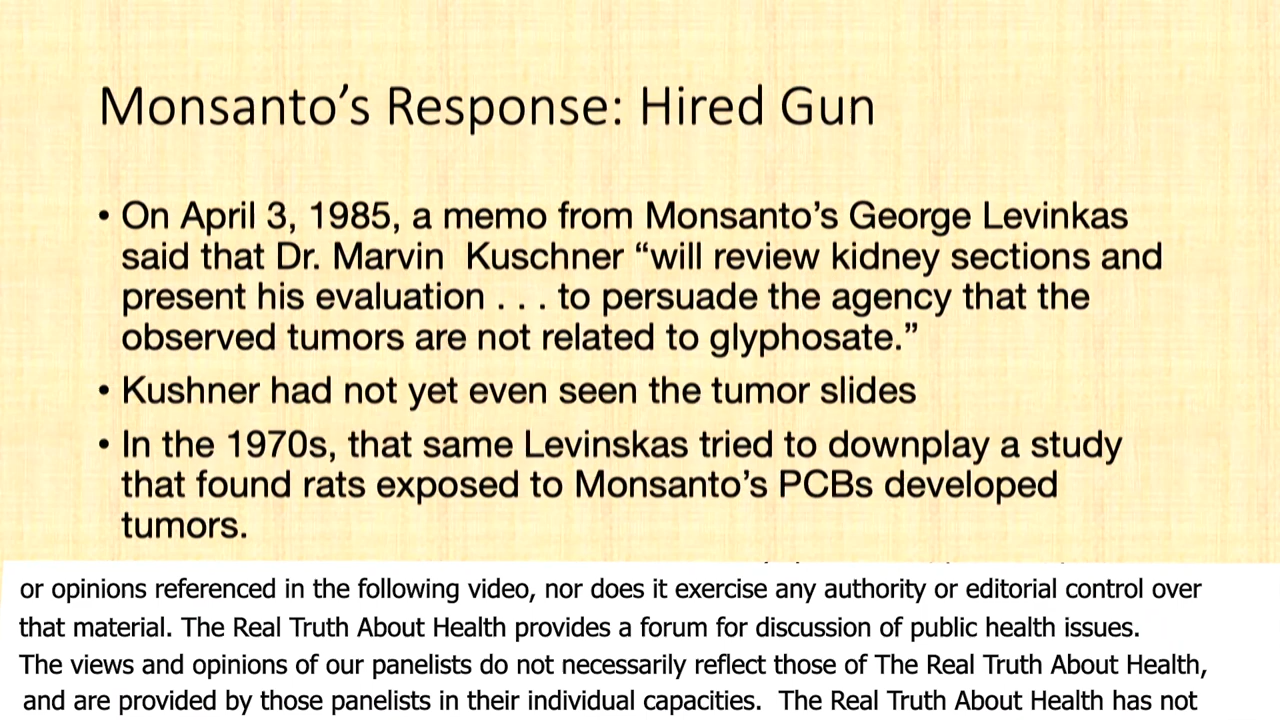 Monsanto’s Response: Hired Gun
• On April 3, 1985, a memo from Monsanto’s George Levinkas
said that Dr. Marvin Kuschner “will review kidney sections and
present his evaluation . . . to persuade the agency that the
observed tumors are not related to glyphosate.”
• Kushner had not yet even seen the tumor slides
• In the 1970s, that same Levinskas tried to downplay a study
that found rats exposed to Monsanto’s PCBs developed
tumors.
or opinions referenced in the following video, nor does it exercise any authority or editorial control over
that material. The Real Truth About Health provides a forum for discussion of public health issues.
The views and opinions of our panelists do not necessarily reflect those of The Real Truth About Health,
and are provided by those panelists in their individual capacities. The Real Truth About Health has not